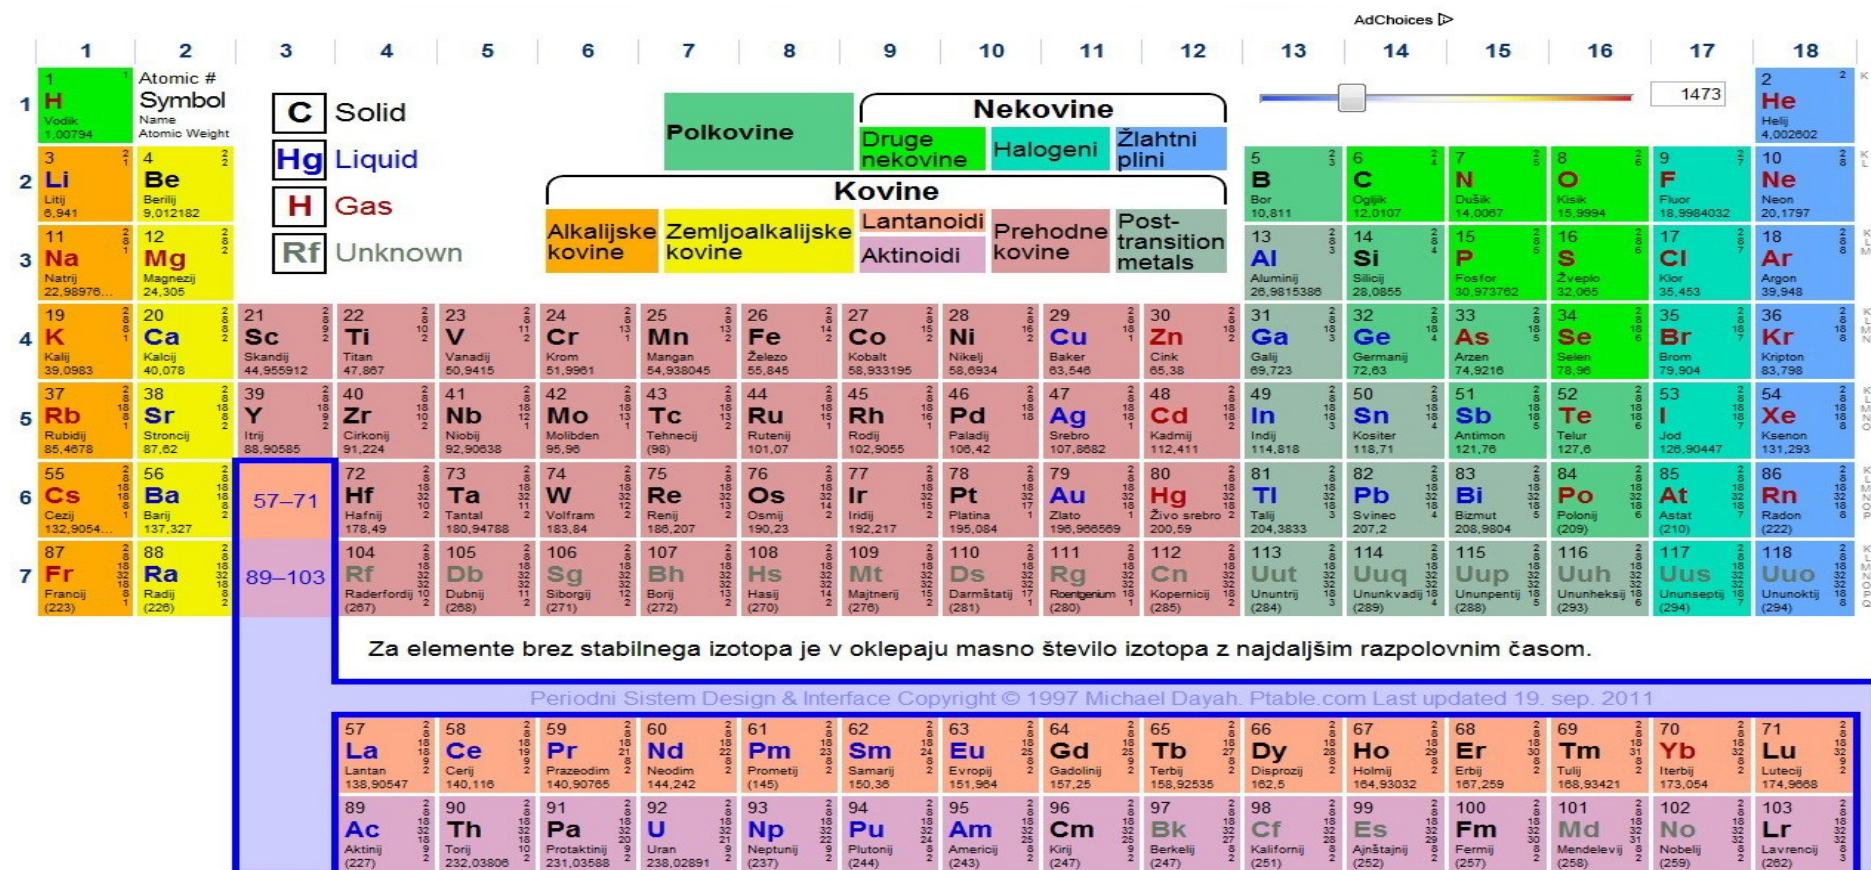 AdChoices
1 2 3 4 5 6 7 8 9 10 11 12 13 14 15 16 17 18
1473
Atomic #
Symbol
Name
Atomic Weight
C Solid
Hg Liquid
H Gas
Rf Unknown
Polkovine
Nekovine
Druge nekovine
Halogeni
Žlahtni plini
Kovine
Alkalijske kovine
Zemljoalkalijske kovine
Lantanoidi
Aktinoidi
Prehodne kovine
Post-transition metals
1
1 H Vodik 1,00794
2 He Helij 4,002602
2
3 Li Litij 6,941
4 Be Berilij 9,012182
5 B Bor 10,811
6 C Ogljik 12,0107
7 N Dušik 14,0067
8 O Kisik 15,9994
9 F Fluor 18,9984032
10 Ne Neon 20,1797
3
11 Na Natrij 22,98976...
12 Mg Magnezij 24,305
13 Al Aluminij 26,9815386
14 Si Silicij 28,0855
15 P Fosfor 30,973762
16 S Žveplo 32,065
17 Cl Klor 35,453
18 Ar Argon 39,948
4
19 K Kalij 39,0983
20 Ca Kalcij 40,078
21 Sc Skandij 44,955912
22 Ti Titan 47,867
23 V Vanadij 50,9415
24 Cr Krom 51,9961
25 Mn Mangan 54,938045
26 Fe Železo 55,845
27 Co Kobalt 58,933195
28 Ni Nikelj 58,6934
29 Cu Baker 63,546
30 Zn Cink 65,38
31 Ga Galij 69,723
32 Ge Germanij 72,63
33 As Arzen 74,9216
34 Se Selen 78,96
35 Br Brom 79,904
36 Kr Kripton 83,798
5
37 Rb Rubidij 85,4678
38 Sr Stroncij 87,62
39 Y Itrij 88,90585
40 Zr Cirkonij 91,224
41 Nb Niobij 92,90638
42 Mo Molibden 95,96
43 Tc Tehnecij (98)
44 Ru Rutenij 101,07
45 Rh Rodij 102,9055
46 Pd Paladij 106,42
47 Ag Srebro 107,8682
48 Cd Kadmij 112,411
49 In Indij 114,818
50 Sn Kositer 118,71
51 Sb Antimon 121,76
52 Te Telur 127,6
53 I Jod 126,90447
54 Xe Ksenon 131,293
6
55 Cs Cezij 132,9054...
56 Ba Barij 137,327
57–71
72 Hf Hafnij 178,49
73 Ta Tantal 180,94788
74 W Volfram 183,84
75 Re Renij 186,207
76 Os Osmij 190,23
77 Ir Iridij 192,217
78 Pt Platina 195,084
79 Au Zlato 196,966569
80 Hg Živo srebro 200,59
81 Tl Talij 204,3833
82 Pb Svinec 207,2
83 Bi Bizmut 208,9804
84 Po Polonij (209)
85 At Astat (210)
86 Rn Radon (222)
7
87 Fr Francij (223)
88 Ra Radij (226)
89–103
104 Rf Raderfordij (267)
105 Db Dubnij (268)
106 Sg Siborgij (271)
107 Bh Borij (272)
108 Hs Hasij (270)
109 Mt Majtnerij (276)
110 Ds Darmštatij (281)
111 Rg Roentgenium (280)
112 Cn Kopernicij (285)
113 Uut Ununtrij (284)
114 Uuq Ununkvadij (289)
115 Uup Ununpentij (288)
116 Uuh Ununheksij (293)
117 Uus Ununseptij (294)
118 Uuo Ununoktij (294)
Za elemente brez stabilnega izotopa je v oklepaju masno število izotopa z najdaljšim razpolovnim časom.
Periodni Sistem Design & Interface Copyright © 1997 Michael Dayah. Ptable.com Last updated 19. sep. 2011
57 La Lantan 138,90547
58 Ce Cerij 140,116
59 Pr Prazeodim 140,90765
60 Nd Neodim 144,242
61 Pm Prometij (145)
62 Sm Samarij 150,36
63 Eu Evropij 151,964
64 Gd Gadolinij 157,25
65 Tb Terbij 158,92535
66 Dy Disprozij 162,5
67 Ho Holmij 164,93032
68 Er Erbij 167,259
69 Tm Tulij 168,93421
70 Yb Iterbij 173,054
71 Lu Lutecij 174,9668
89 Ac Aktinij (227)
90 Th Torij 232,03806
91 Pa Protaktinij 231,03588
92 U Uran 238,02891
93 Np Neptunij (237)
94 Pu Plutonij (244)
95 Am Americij (243)
96 Cm Kirij (247)
97 Bk Berkelij (247)
98 Cf Kalifornij (251)
99 Es Ajnštajnij (252)
100 Fm Fermij (257)
101 Md Mendelevij (258)
102 No Nobelij (259)
103 Lr Lavrencij (262)